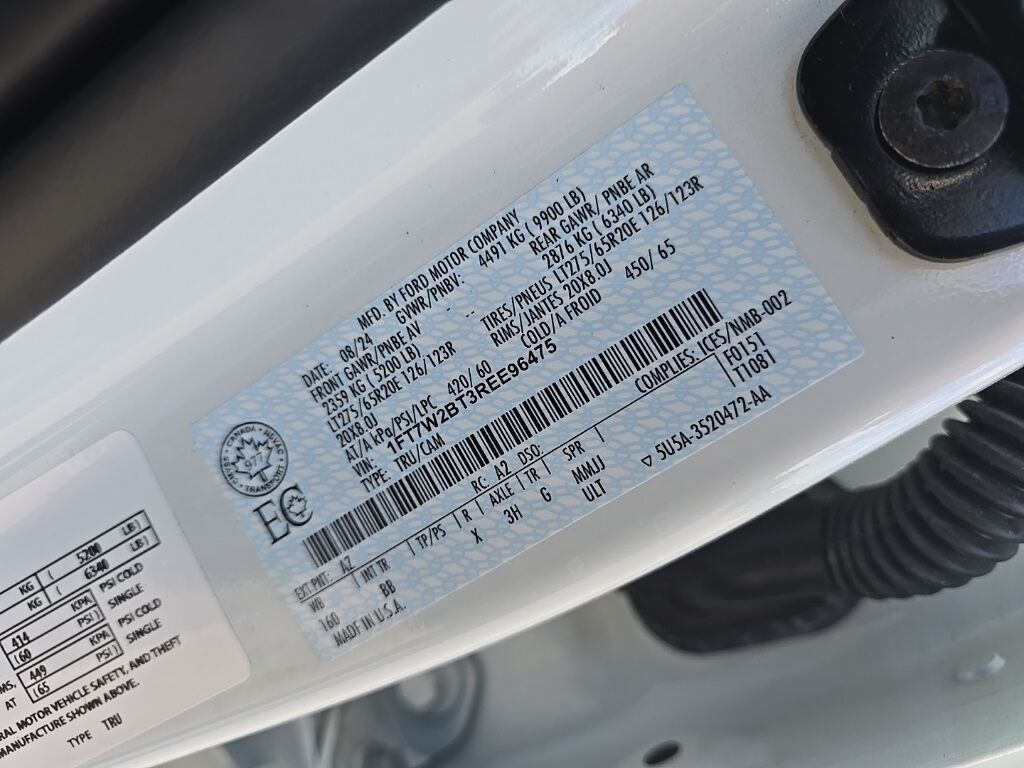 MFD. BY FORD MOTOR COMPANY
DATE: 08/24 GVWR/PNBV: 4491 KG ( 9900 LB)
FRONT GAWR/PNBE AV -- REAR GAWR/ PNBE AR
2359 KG ( 5200 LB) -- 2876 KG ( 6340 LB)
LT275/65R20E 126/123R TIRES/PNEUS LT275/65R20E 126/123R
20X8.0J RIMS/JANTES 20X8.0J
AT/A kPa/PSI/LPC 420/ 60 COLD/A FROID 450/ 65
VIN: 1FT7W2BT3REE96475
TYPE: TRU/CAM
COMPLIES: ICES/NMB-002
F0151
T1081
EXT PNT: AZ RC A2 DSO:
WB INT TR TP/PS R AXLE TR SPR
160 BB X 3H G MMJJ
ULT
MADE IN U.S.A. ▽ 5U5A-3520472-AA
CANADA
977
TRANSPORT
EC
KG ( 5200 LB)
KG ( 6340 LB)
414 KPA
(60 PSI) COLD
SINGLE
449 KPA
(65 PSI) COLD
SINGLE
MS,
AT
RAL MOTOR VEHICLE SAFETY, AND THEFT
MANUFACTURE SHOWN ABOVE.
TYPE TRU